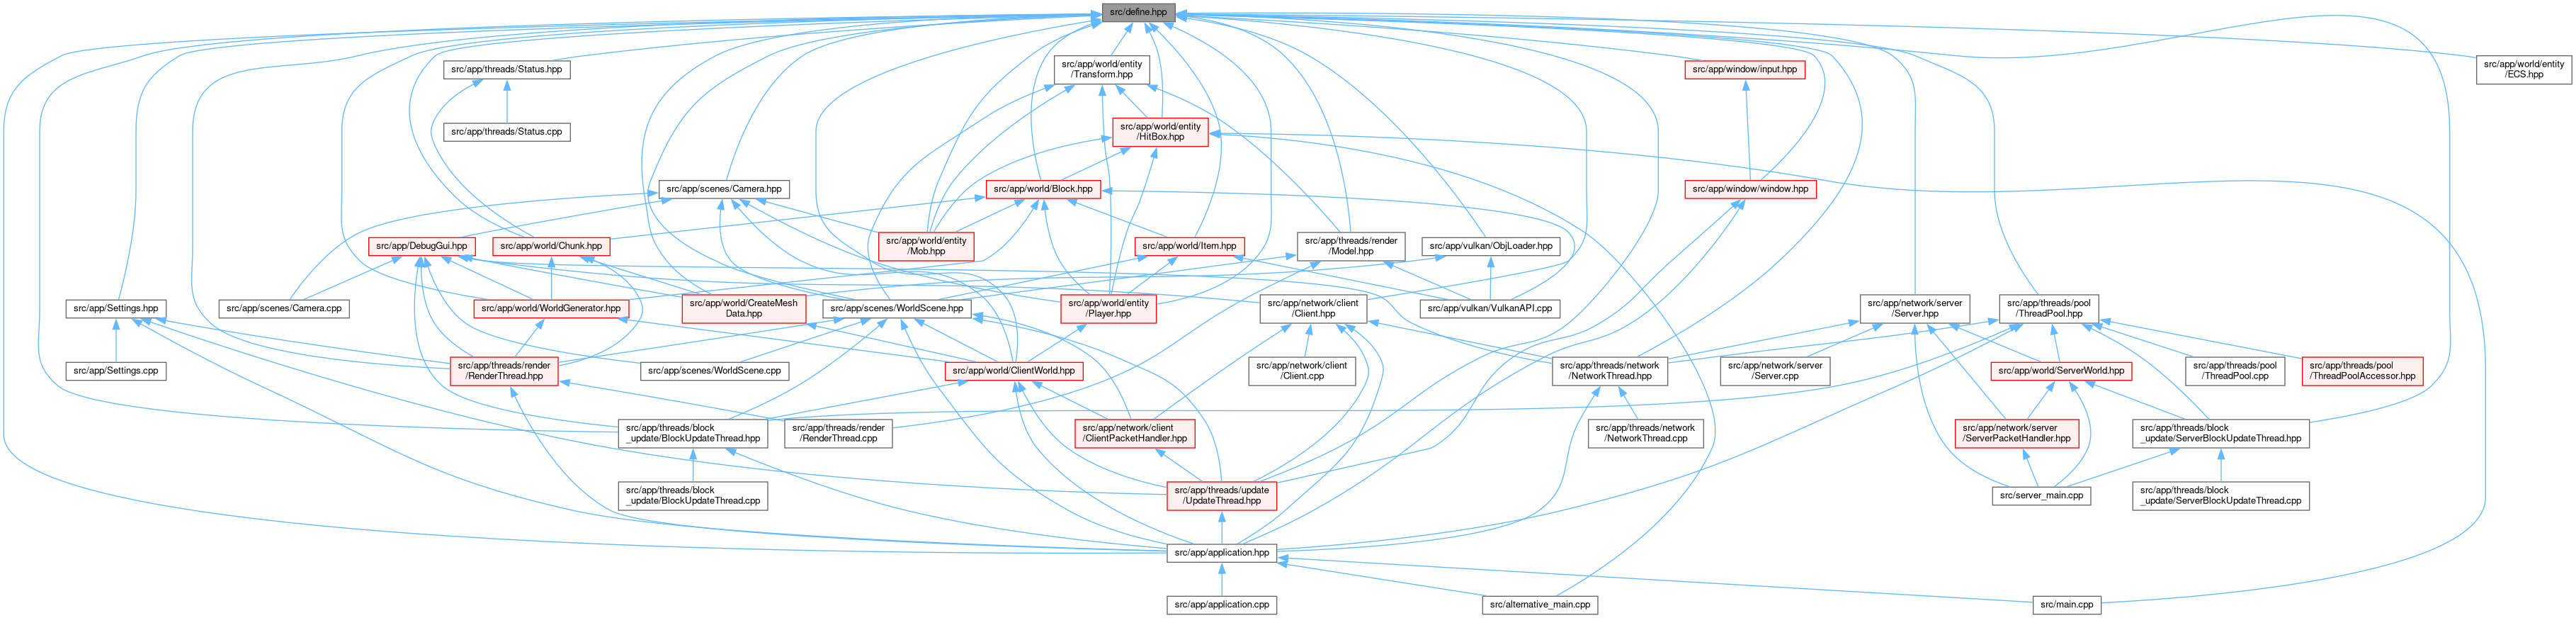 src/define.hpp
src/app/threads/Status.hpp
src/app/world/entity
/Transform.hpp
src/app/window/input.hpp
src/app/world/entity
/ECS.hpp
src/app/threads/Status.cpp
src/app/world/entity
/HitBox.hpp
src/app/scenes/Camera.hpp
src/app/world/Block.hpp
src/app/window/window.hpp
src/app/DebugGui.hpp
src/app/world/Chunk.hpp
src/app/world/entity
/Mob.hpp
src/app/world/Item.hpp
src/app/threads/render
/Model.hpp
src/app/vulkan/ObjLoader.hpp
src/app/Settings.hpp
src/app/scenes/Camera.cpp
src/app/world/WorldGenerator.hpp
src/app/world/CreateMesh
Data.hpp
src/app/scenes/WorldScene.hpp
src/app/world/entity
/Player.hpp
src/app/network/client
/Client.hpp
src/app/vulkan/VulkanAPI.cpp
src/app/network/server
/Server.hpp
src/app/threads/pool
/ThreadPool.hpp
src/app/Settings.cpp
src/app/threads/render
/RenderThread.hpp
src/app/scenes/WorldScene.cpp
src/app/world/ClientWorld.hpp
src/app/network/client
/Client.cpp
src/app/threads/network
/NetworkThread.hpp
src/app/network/server
/Server.cpp
src/app/world/ServerWorld.hpp
src/app/threads/pool
/ThreadPool.cpp
src/app/threads/pool
/ThreadPoolAccessor.hpp
src/app/threads/block
_update/BlockUpdateThread.hpp
src/app/threads/render
/RenderThread.cpp
src/app/network/client
/ClientPacketHandler.hpp
src/app/threads/network
/NetworkThread.cpp
src/app/network/server
/ServerPacketHandler.hpp
src/app/threads/block
_update/ServerBlockUpdateThread.hpp
src/app/threads/block
_update/BlockUpdateThread.cpp
src/app/threads/update
/UpdateThread.hpp
src/server_main.cpp
src/app/threads/block
_update/ServerBlockUpdateThread.cpp
src/app/application.hpp
src/app/application.cpp
src/alternative_main.cpp
src/main.cpp